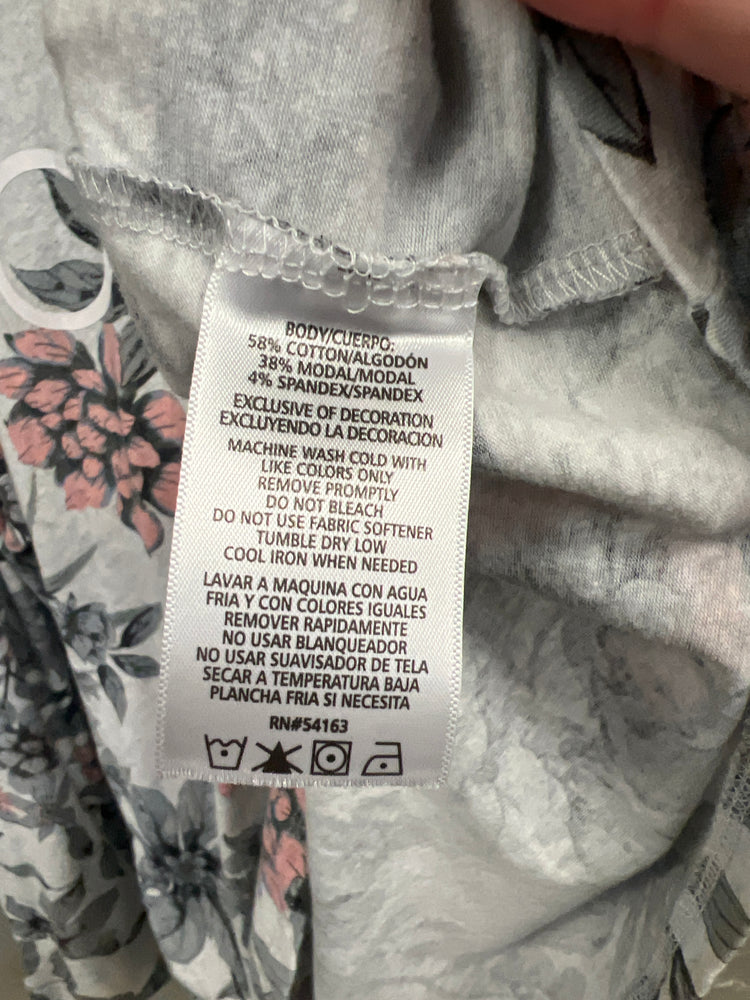 BODY/CUERPO:
58% COTTON/ALGODÓN
38% MODAL/MODAL
4% SPANDEX/SPANDEX
EXCLUSIVE OF DECORATION
EXCLUYENDO LA DECORACION
MACHINE WASH COLD WITH
LIKE COLORS ONLY
REMOVE PROMPTLY
DO NOT BLEACH
DO NOT USE FABRIC SOFTENER
TUMBLE DRY LOW
COOL IRON WHEN NEEDED
LAVAR A MAQUINA CON AGUA
FRIA Y CON COLORES IGUALES
REMOVER RAPIDAMENTE
NO USAR BLANQUEADOR
NO USAR SUAVISADOR DE TELA
SECAR A TEMPERATURA BAJA
PLANCHA FRIA SI NECESITA
RN#54163